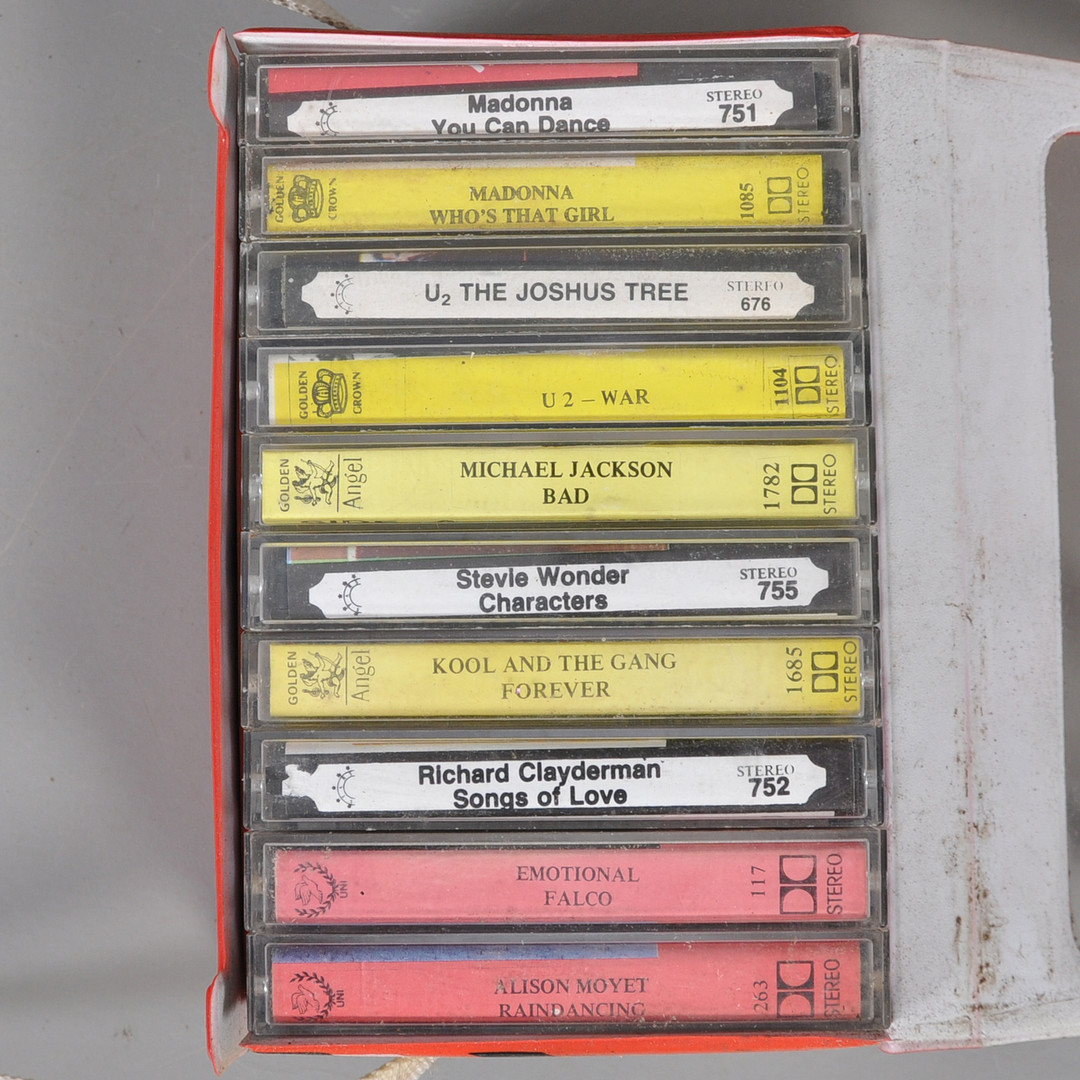 Madonna
You Can Dance
STEREO
751
GOLDEN
CROWN
MADONNA
WHO'S THAT GIRL
1085
STEREO
U2 THE JOSHUS TREE
STEREO
676
GOLDEN
CROWN
U 2 – WAR
1104
STEREO
GOLDEN
Angel
MICHAEL JACKSON
BAD
1782
STEREO
Stevie Wonder
Characters
STEREO
755
GOLDEN
Angel
KOOL AND THE GANG
FOREVER
1685
STEREO
Richard Clayderman
Songs of Love
STEREO
752
UNI
EMOTIONAL
FALCO
117
STEREO
UNI
ALISON MOYET
RAINDANCING
263
STEREO